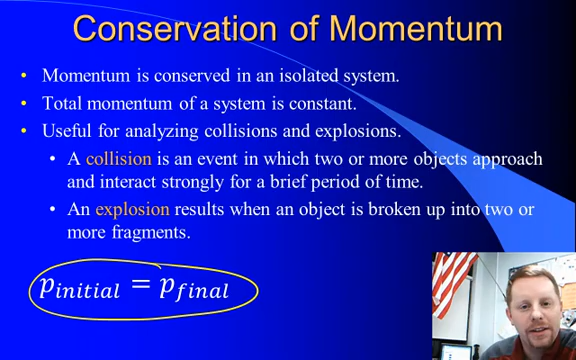 Conservation of Momentum
• Momentum is conserved in an isolated system.
• Total momentum of a system is constant.
• Useful for analyzing collisions and explosions.
• A collision is an event in which two or more objects approach
and interact strongly for a brief period of time.
• An explosion results when an object is broken up into two or
more fragments.
p_initial = p_final